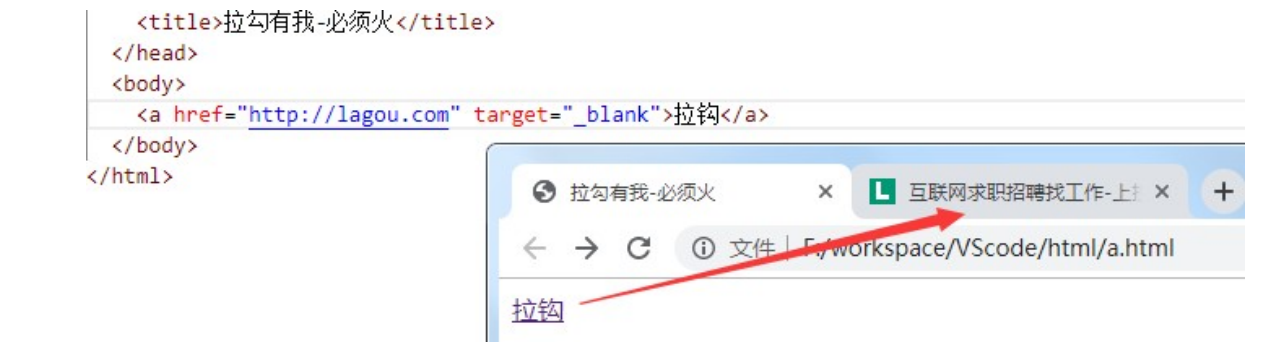 <title>拉勾有我-必须火</title>
</head>
<body>
<a href="http://lagou.com" target="_blank">拉钩</a>
</body>
</html>
拉勾有我-必须火 × 互联网求职招聘找工作-上 × +
文件 F:/workspace/VScode/html/a.html
拉钩